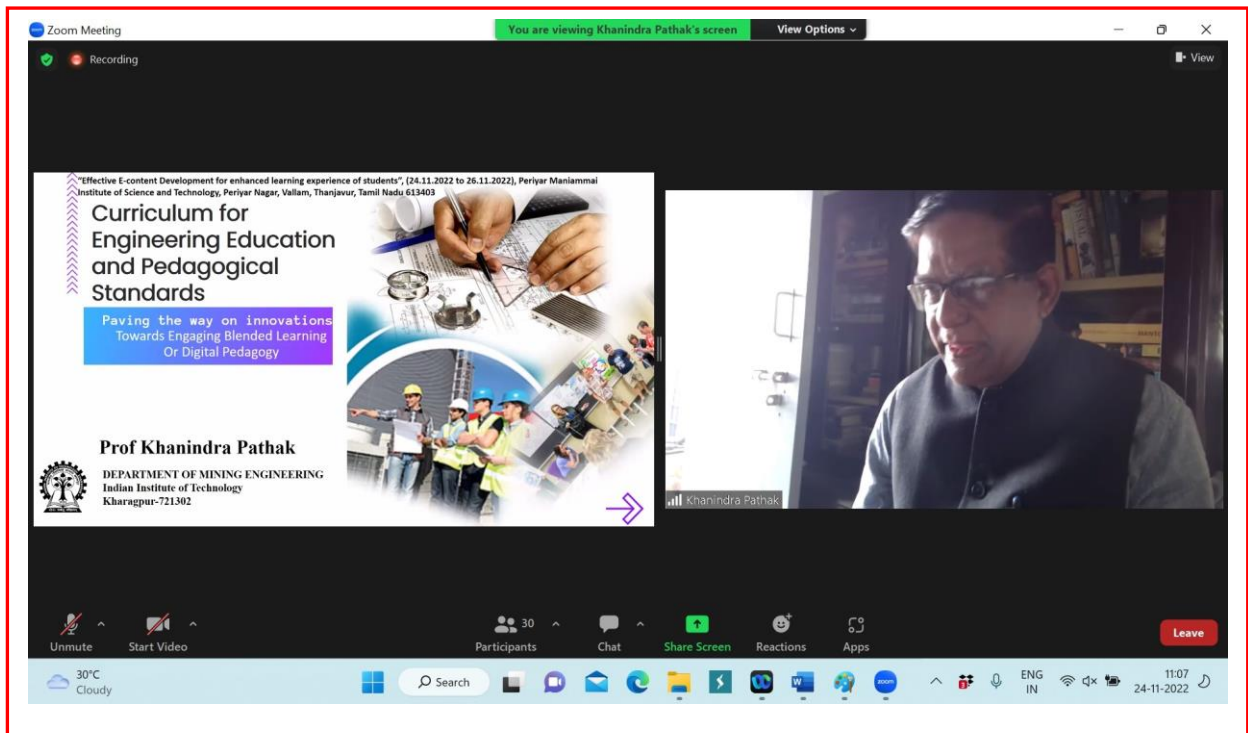 Zoom Meeting
You are viewing Khanindra Pathak's screen
View Options
Recording
View
"Effective E-content Development for enhanced learning experience of students", (24.11.2022 to 26.11.2022), Periyar Maniammai
Institute of Science and Technology, Periyar Nagar, Vallam, Thanjavur, Tamil Nadu 613403
Curriculum for
Engineering Education
and Pedagogical
Standards
Paving the way on innovations
Towards Engaging Blended Learning
Or Digital Pedagogy
Prof Khanindra Pathak
DEPARTMENT OF MINING ENGINEERING
Indian Institute of Technology
Kharagpur-721302
Khanindra Pathak
Unmute
Start Video
30
Participants
Chat
Share Screen
Reactions
Apps
Leave
30°C
Cloudy
Search
ENG
IN
11:07
24-11-2022